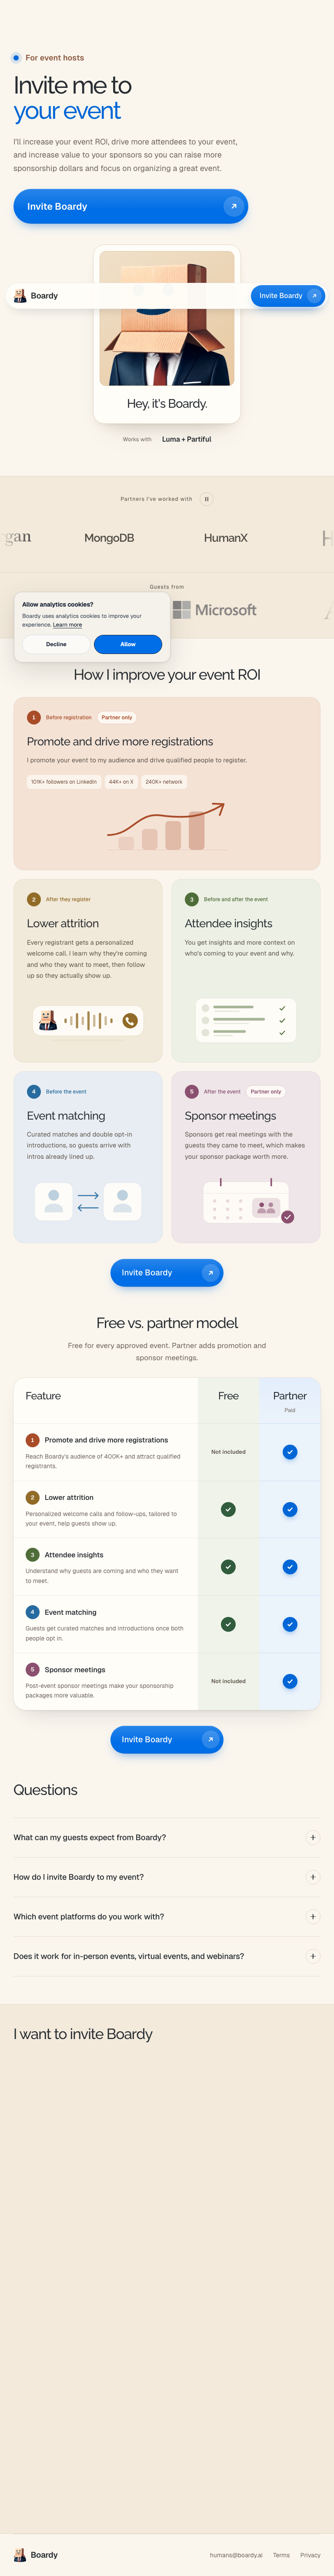 For event hosts
Invite me to
your event
I'll increase your event ROI, drive more attendees to your event,
and increase value to your sponsors so you can raise more
sponsorship dollars and focus on organizing a great event.
Invite Boardy
Boardy
Invite Boardy
Hey, it's Boardy.
Works with Luma + Partiful
Partners I've worked with
gan
MongoDB
HumanX
Guests from
Microsoft
Allow analytics cookies?
Boardy uses analytics cookies to improve your
experience. Learn more
Decline
Allow
How I improve your event ROI
1 Before registration Partner only
Promote and drive more registrations
I promote your event to my audience and drive qualified people to register.
101K+ followers on LinkedIn 44K+ on X 240K+ network
2 After they register
Lower attrition
Every registrant gets a personalized
welcome call. I learn why they're coming
and who they want to meet, then follow
up so they actually show up.
3 Before and after the event
Attendee insights
You get insights and more context on
who's coming to your event and why.
4 Before the event
Event matching
Curated matches and double opt-in
introductions, so guests arrive with
intros already lined up.
5 After the event Partner only
Sponsor meetings
Sponsors get real meetings with the
guests they came to meet, which makes
your sponsor package worth more.
Invite Boardy
Free vs. partner model
Free for every approved event. Partner adds promotion and
sponsor meetings.
Feature Free Partner
Paid
1 Promote and drive more registrations
Reach Boardy's audience of 400K+ and attract qualified
registrants.
Not included
2 Lower attrition
Personalized welcome calls and follow-ups, tailored to
your event, help guests show up.
3 Attendee insights
Understand why guests are coming and who they want
to meet.
4 Event matching
Guests get curated matches and introductions once both
people opt in.
5 Sponsor meetings
Post-event sponsor meetings make your sponsorship
packages more valuable.
Not included
Invite Boardy
Questions
What can my guests expect from Boardy?
How do I invite Boardy to my event?
Which event platforms do you work with?
Does it work for in-person events, virtual events, and webinars?
I want to invite Boardy
Boardy
humans@boardy.ai Terms Privacy